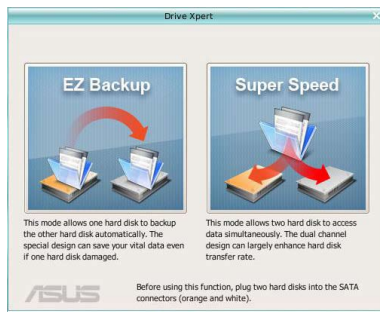 Drive Xpert
EZ Backup
Super Speed
This mode allows one hard disk to backup
the other hard disk automatically. The
special design can save your vital data even
if one hard disk damaged.
This mode allows two hard disk to access
data simultaneously. The dual channel
design can largely enhance hard disk
transfer rate.
ASUS
Before using this function, plug two hard disks into the SATA
connectors (orange and white).